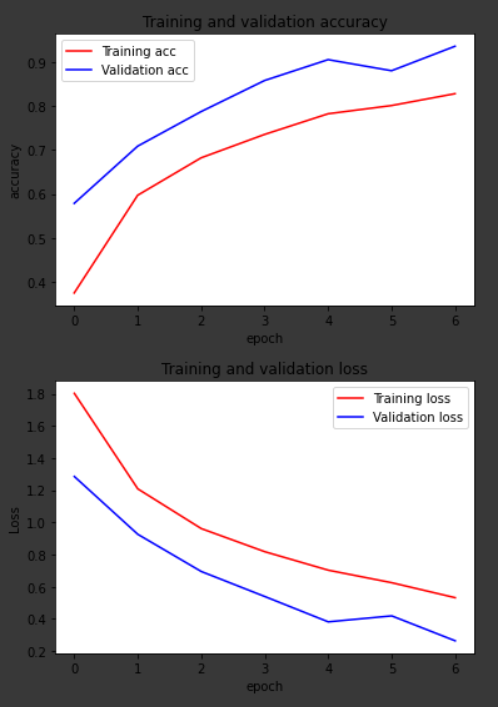 Training and validation accuracy
Training acc
Validation acc
0.9
0.8
0.7
0.6
0.5
0.4
accuracy
0 1 2 3 4 5 6
epoch
Training and validation loss
Training loss
Validation loss
1.8
1.6
1.4
1.2
1.0
0.8
0.6
0.4
0.2
Loss
0 1 2 3 4 5 6
epoch